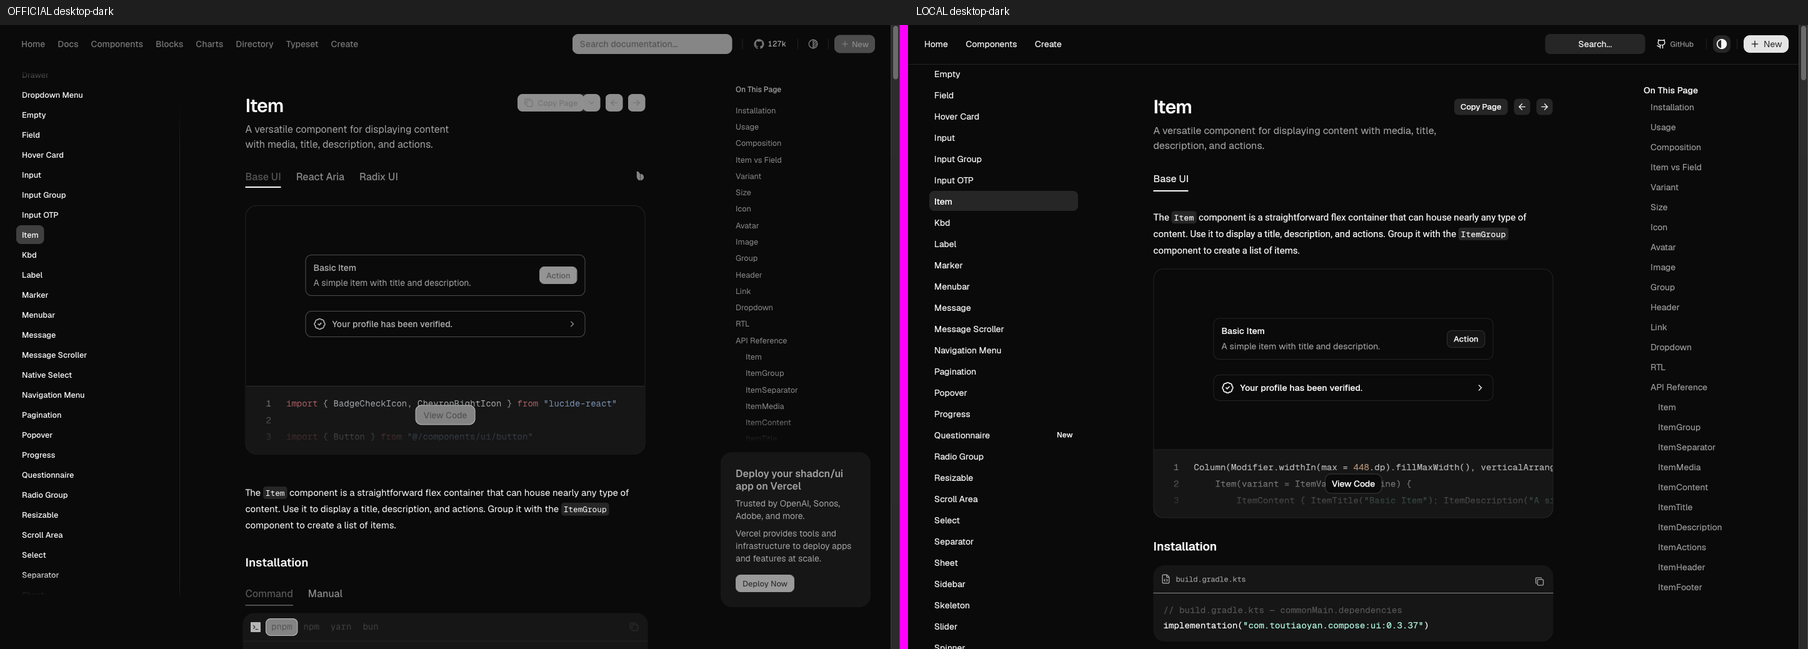 OFFICIAL desktop-dark
Home Docs Components Blocks Charts Directory Typeset Create
Search documentation...
127k
+ New
Drawer
Dropdown Menu
Empty
Field
Hover Card
Input
Input Group
Input OTP
Item
Kbd
Label
Marker
Menubar
Message
Message Scroller
Native Select
Navigation Menu
Pagination
Popover
Progress
Questionnaire
Radio Group
Resizable
Scroll Area
Select
Separator
Item
Copy Page
A versatile component for displaying content
with media, title, description, and actions.
Base UI React Aria Radix UI
Basic Item
A simple item with title and description.
Action
Your profile has been verified.
1 import { BadgeCheckIcon, ChevronRightIcon } from "lucide-react"
2
View Code
3 import { Button } from "@/components/ui/button"
The Item component is a straightforward flex container that can house nearly any type of
content. Use it to display a title, description, and actions. Group it with the ItemGroup
component to create a list of items.
Installation
Command Manual
pnpm npm yarn bun
On This Page
Installation
Usage
Composition
Item vs Field
Variant
Size
Icon
Avatar
Image
Group
Header
Link
Dropdown
RTL
API Reference
Item
ItemGroup
ItemSeparator
ItemMedia
ItemContent
ItemTitle
Deploy your shadcn/ui
app on Vercel
Trusted by OpenAI, Sonos,
Adobe, and more.
Vercel provides tools and
infrastructure to deploy apps
and features at scale.
Deploy Now
LOCAL desktop-dark
Home Components Create
Search...
GitHub
+ New
Empty
Field
Hover Card
Input
Input Group
Input OTP
Item
Kbd
Label
Marker
Menubar
Message
Message Scroller
Navigation Menu
Pagination
Popover
Progress
Questionnaire New
Radio Group
Resizable
Scroll Area
Select
Separator
Sheet
Sidebar
Skeleton
Slider
Spinner
Item
Copy Page
A versatile component for displaying content with media, title,
description, and actions.
Base UI
The Item component is a straightforward flex container that can house nearly any type of
content. Use it to display a title, description, and actions. Group it with the ItemGroup
component to create a list of items.
Basic Item
A simple item with title and description.
Action
Your profile has been verified.
1 Column(Modifier.widthIn(max = 448.dp).fillMaxWidth(), verticalArrang
2 Item(variant = ItemVa
ine) {
View Code
3 ItemContent { ItemTitle("Basic Item"); ItemDescription("A si
Installation
build.gradle.kts
// build.gradle.kts — commonMain.dependencies
implementation("com.toutiaoyan.compose:ui:0.3.37")
On This Page
Installation
Usage
Composition
Item vs Field
Variant
Size
Icon
Avatar
Image
Group
Header
Link
Dropdown
RTL
API Reference
Item
ItemGroup
ItemSeparator
ItemMedia
ItemContent
ItemTitle
ItemDescription
ItemActions
ItemHeader
ItemFooter